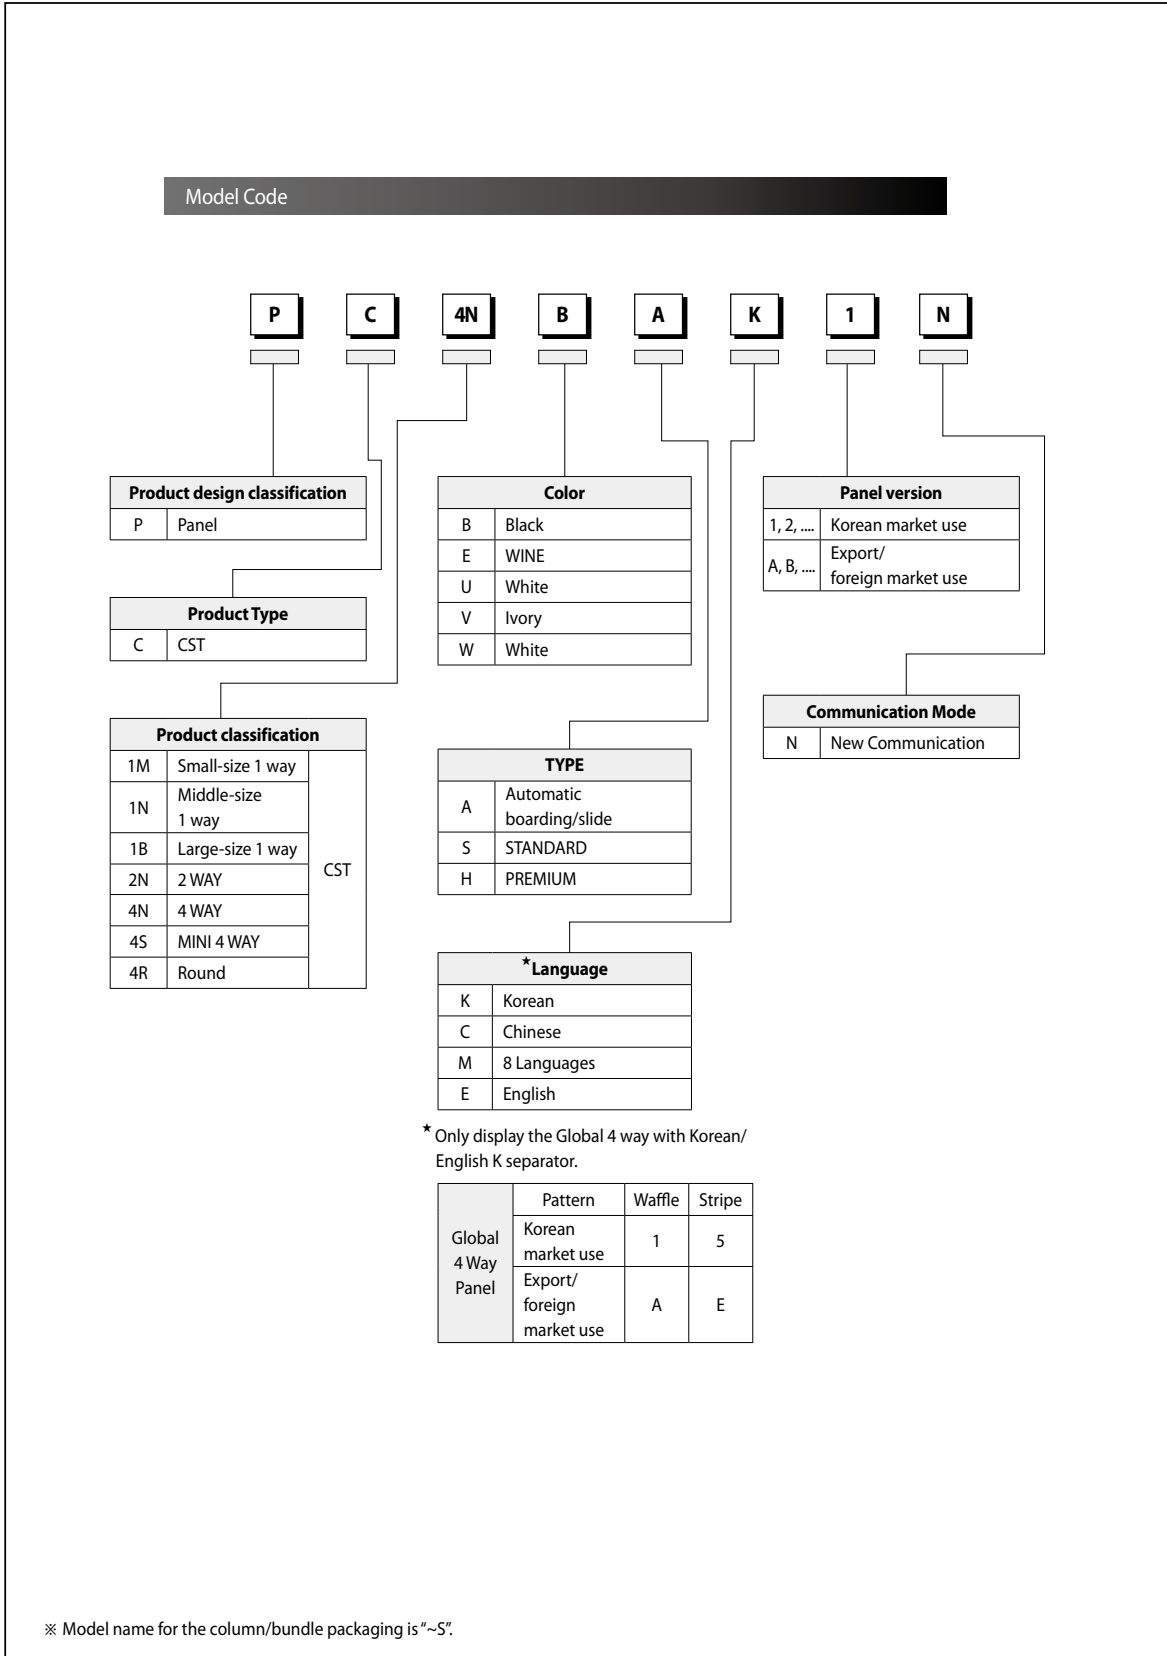 Model Code
P C 4N B A K 1 N
Product design classification
P Panel
Product Type
C CST
Product classification
1M Small-size 1 way
1N Middle-size
1 way
1B Large-size 1 way
2N 2 WAY
4N 4 WAY
4S MINI 4 WAY
4R Round
CST
Color
B Black
E WINE
U White
V Ivory
W White
TYPE
A Automatic
boarding/slide
S STANDARD
H PREMIUM
★Language
K Korean
C Chinese
M 8 Languages
E English
★ Only display the Global 4 way with Korean/
English K separator.
Global
4 Way
Panel
Pattern Waffle Stripe
Korean
market use 1 5
Export/
foreign
market use A E
Panel version
1, 2, .... Korean market use
A, B, .... Export/
foreign market use
Communication Mode
N New Communication
※ Model name for the column/bundle packaging is “~S”.